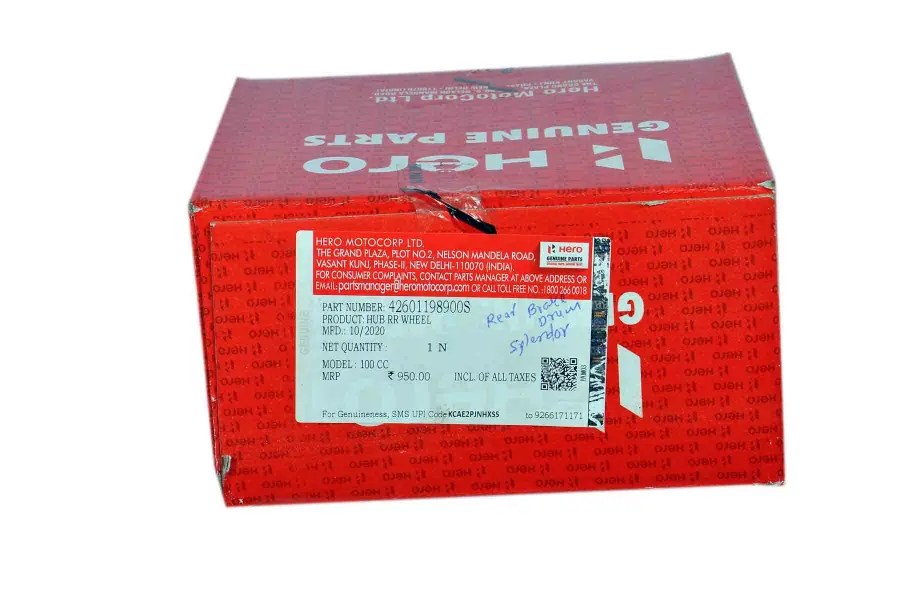 Hero MotoCorp Ltd.
GENUINE PARTS
Hero
HERO MOTOCORP LTD.
THE GRAND PLAZA, PLOT NO.2, NELSON MANDELA ROAD,
VASANT KUNJ, PHASE-II, NEW DELHI-110070 (INDIA).
FOR CONSUMER COMPLAINTS, CONTACT PARTS MANAGER AT ABOVE ADDRESS OR
EMAIL: partsmanager@heromotocorp.com OR CALL TOLL FREE NO.:1800 266 0018
Hero
GENUINE PARTS
PART NUMBER: 42601198900S
PRODUCT: HUB RR WHEEL
MFD.: 10/2020
NET QUANTITY : 1 N
MODEL : 100 CC
MRP ₹ 950.00 INCL. OF ALL TAXES
For Genuineness, SMS UPI Code KCAE2PJNHXSS to 9266171171
Rear Brake
Drum
Splendor